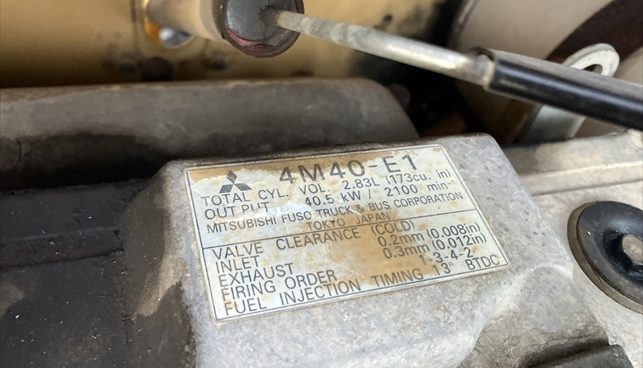 4M40-E1
TOTAL CYL. VOL. 2.83L (173cu. in)
OUT PUT 40.5 kW / 2100 min⁻¹
MITSUBISHI FUSO TRUCK & BUS CORPORATION
TOKYO JAPAN
VALVE CLEARANCE (COLD)
INLET 0.2mm (0.008in)
EXHAUST 0.3mm (0.012in)
FIRING ORDER 1-3-4-2
FUEL INJECTION TIMING 13° BTDC